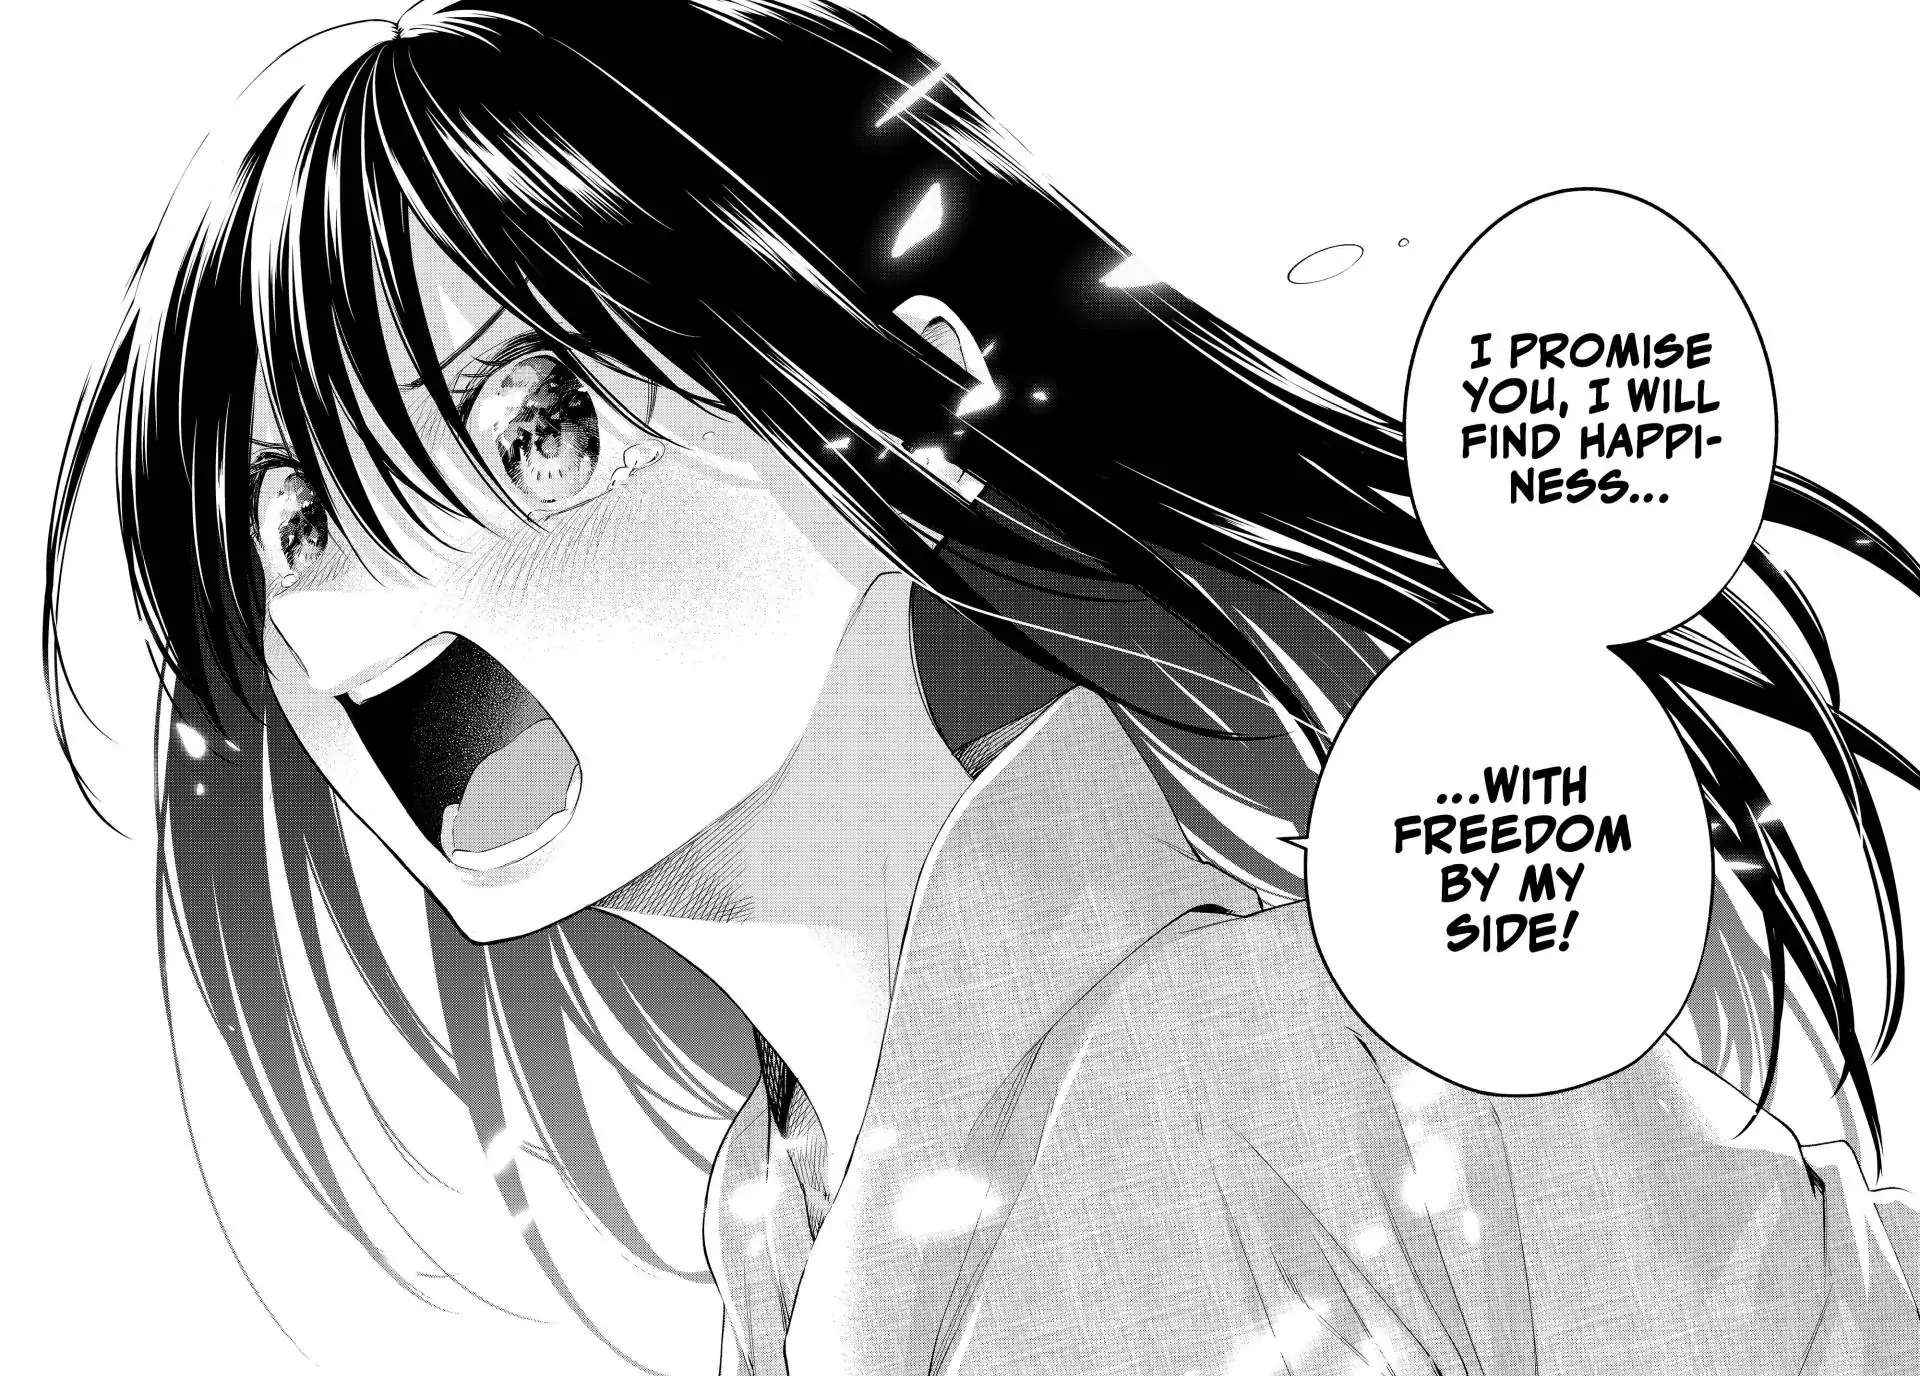 I PROMISE
YOU, I WILL
FIND HAPPI-
NESS...
...WITH
FREEDOM
BY MY
SIDE!